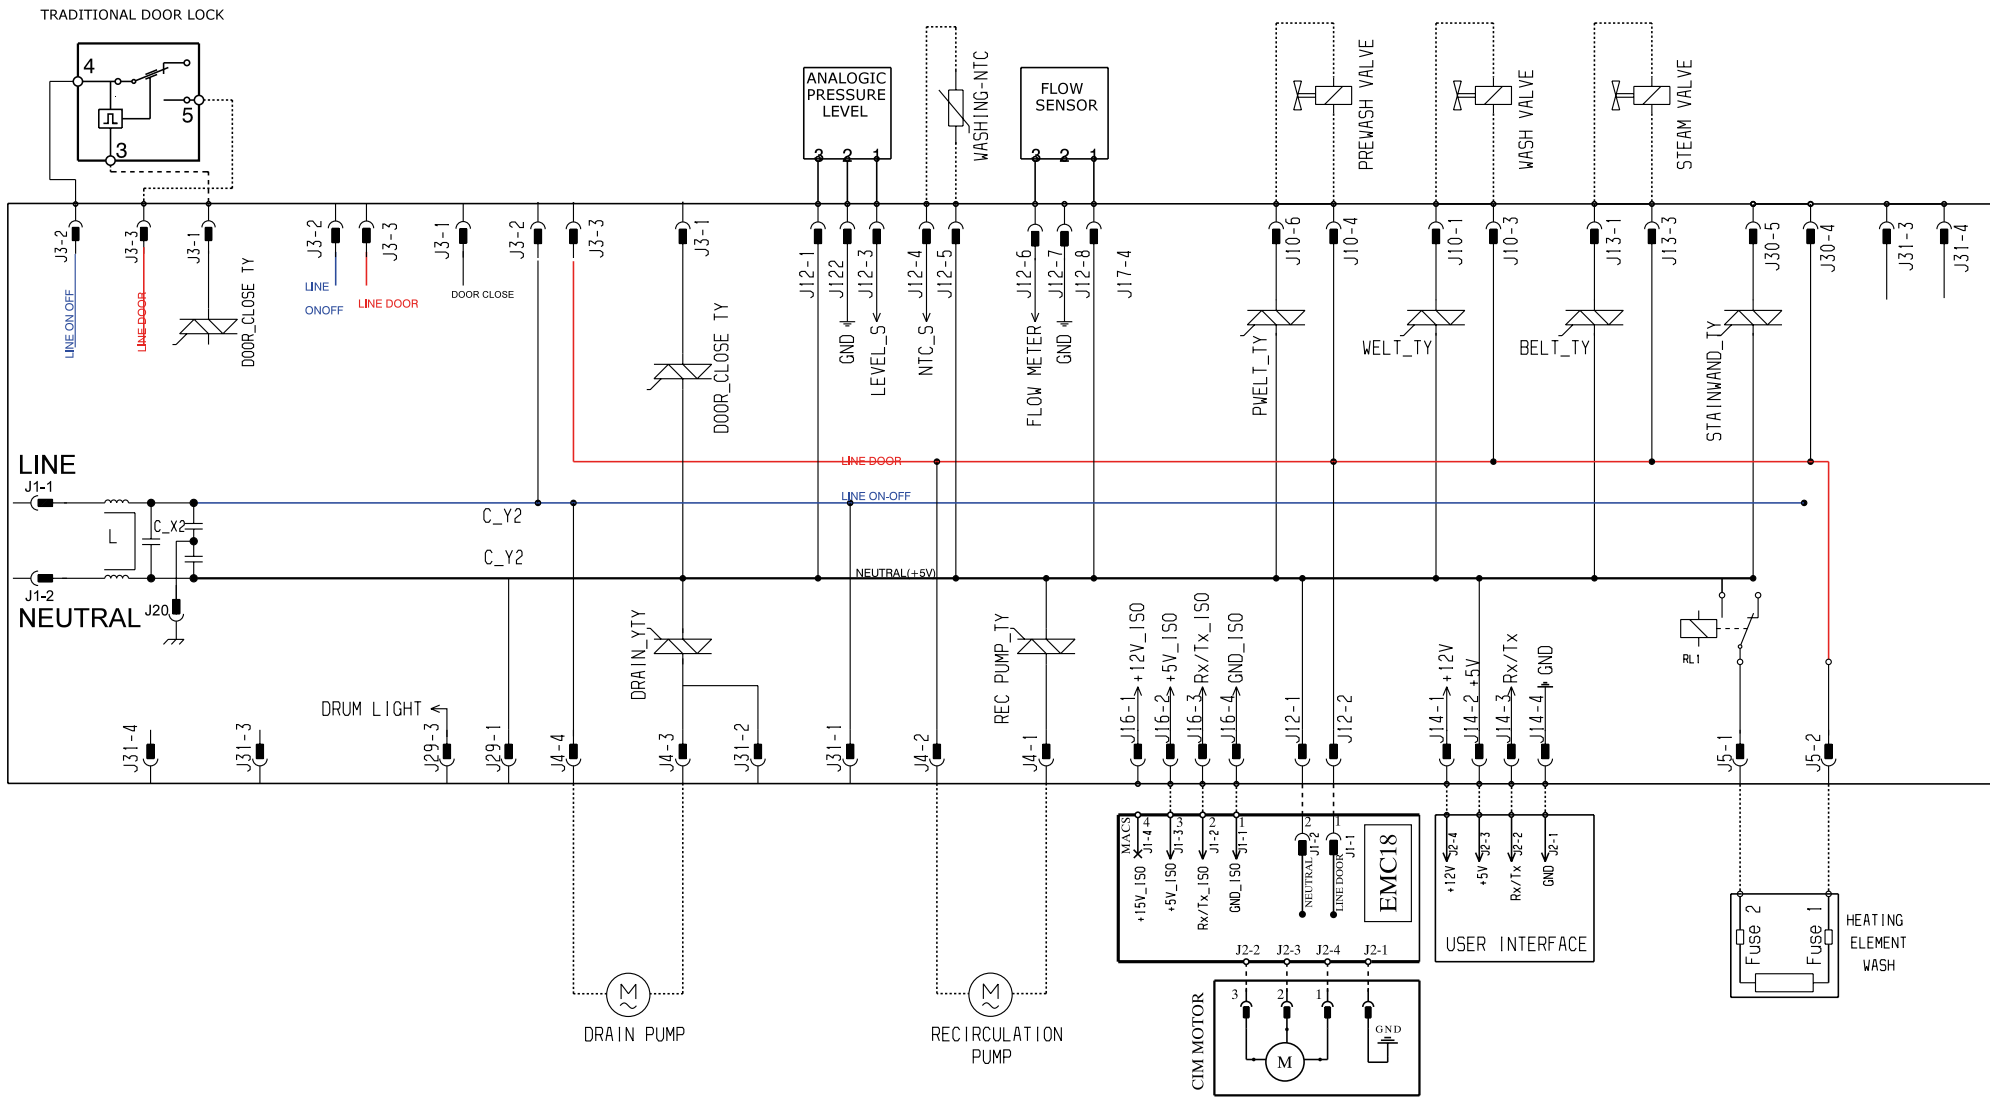 TRADITIONAL DOOR LOCK
4
5
3
ANALOGIC
PRESSURE
LEVEL
3 2 1
WASHING-NTC
FLOW
SENSOR
3 2 1
PREWASH VALVE
WASH VALVE
STEAM VALVE
J3-2
J3-3
J3-1
J3-2
J3-3
J3-1
J3-2
J3-3
J3-1
J12-1
J122
J12-3
J12-4
J12-5
J12-6
J12-7
J12-8
J17-4
J10-6
J10-4
J10-1
J10-3
J13-1
J13-3
J30-5
J30-4
J31-3
J31-4
LINE ON OFF
LINE DOOR
DOOR_CLOSE TY
LINE
ONOFF
LINE DOOR
DOOR CLOSE
DOOR_CLOSE TY
GND
LEVEL_S
NTC_S
FLOW METER
GND
PWELT_TY
WELT_TY
BELT_TY
STAINWAND_TY
LINE
J1-1
LINE DOOR
LINE ON-OFF
L
C_X2
C_Y2
C_Y2
NEUTRAL(+5V)
J1-2
NEUTRAL
J20
DRAIN_YTY
REC PUMP_TY
RL1
DRUM LIGHT
+12V_ISO
+5V_ISO
Rx/Tx_ISO
GND_ISO
+12V
+5V
Rx/Tx
GND
J31-4
J31-3
J29-3
J29-1
J4-4
J4-3
J31-2
J31-1
J4-2
J4-1
J16-1
J16-2
J16-3
J16-4
J12-1
J12-2
J14-1
J14-2
J14-3
J14-4
J5-1
J5-2
MACS
4 3 2 1 2 1
J1-4
J1-3
J1-2
J1-1
J1-2
J1-1
+15V_ISO
+5V_ISO
Rx/Tx_ISO
GND_ISO
NEUTRAL
LINE DOOR
EMC18
J2-4
J2-3
J2-2
J2-1
+12V
+5V
Rx/Tx
GND
USER INTERFACE
J2-2 J2-3 J2-4 J2-1
Fuse 2
Fuse 1
HEATING
ELEMENT
WASH
M
DRAIN PUMP
M
RECIRCULATION
PUMP
CIM MOTOR
3 2 1
M
GND